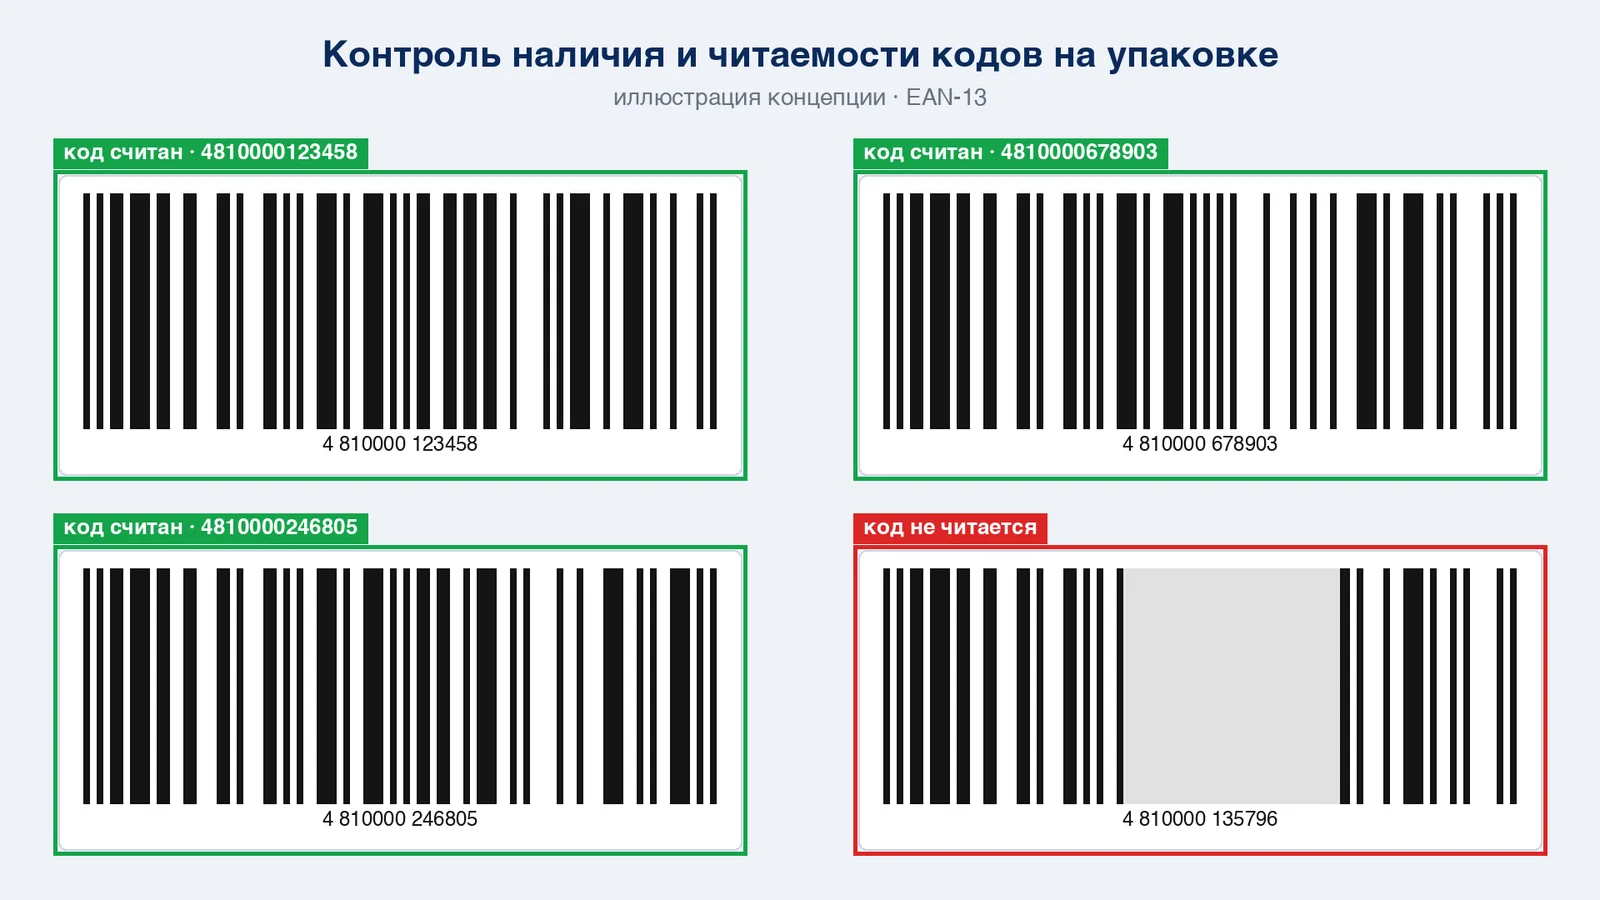 Контроль наличия и читаемости кодов на упаковке
иллюстрация концепции · EAN-13
код считан · 4810000123458
4 810000 123458
код считан · 4810000678903
4 810000 678903
код считан · 4810000246805
4 810000 246805
код не читается
4 810000 135796